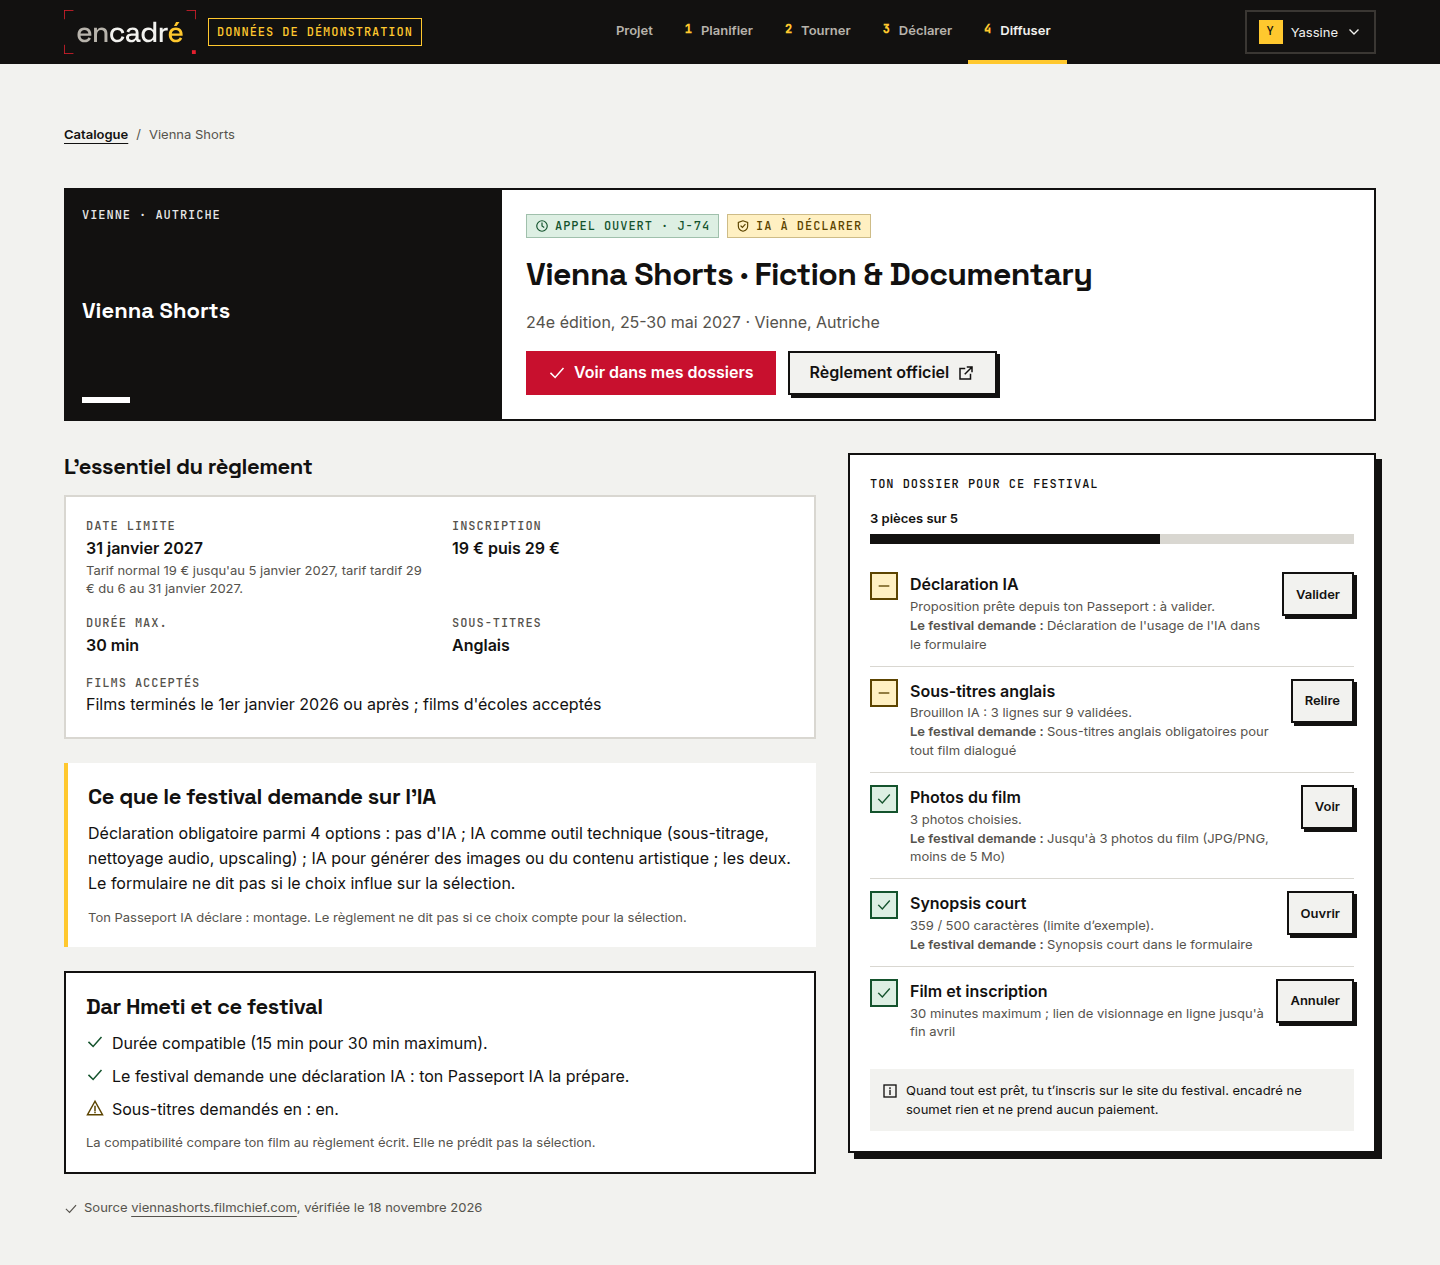 encadré
DONNÉES DE DÉMONSTRATION
Projet
1 Planifier
2 Tourner
3 Déclarer
4 Diffuser
Y Yassine
Catalogue / Vienna Shorts
VIENNE · AUTRICHE
Vienna Shorts
APPEL OUVERT · J-74
IA À DÉCLARER
Vienna Shorts · Fiction & Documentary
24e édition, 25-30 mai 2027 · Vienne, Autriche
Voir dans mes dossiers
Règlement officiel
L’essentiel du règlement
DATE LIMITE
31 janvier 2027
Tarif normal 19 € jusqu'au 5 janvier 2027, tarif tardif 29
€ du 6 au 31 janvier 2027.
INSCRIPTION
19 € puis 29 €
DURÉE MAX.
30 min
SOUS-TITRES
Anglais
FILMS ACCEPTÉS
Films terminés le 1er janvier 2026 ou après ; films d'écoles acceptés
Ce que le festival demande sur l’IA
Déclaration obligatoire parmi 4 options : pas d'IA ; IA comme outil technique (sous-titrage,
nettoyage audio, upscaling) ; IA pour générer des images ou du contenu artistique ; les deux.
Le formulaire ne dit pas si le choix influe sur la sélection.
Ton Passeport IA déclare : montage. Le règlement ne dit pas si ce choix compte pour la sélection.
Dar Hmeti et ce festival
Durée compatible (15 min pour 30 min maximum).
Le festival demande une déclaration IA : ton Passeport IA la prépare.
Sous-titres demandés en : en.
La compatibilité compare ton film au règlement écrit. Elle ne prédit pas la sélection.
Source viennashorts.filmchief.com, vérifiée le 18 novembre 2026
TON DOSSIER POUR CE FESTIVAL
3 pièces sur 5
Déclaration IA
Proposition prête depuis ton Passeport : à valider.
Le festival demande : Déclaration de l'usage de l'IA dans
le formulaire
Valider
Sous-titres anglais
Brouillon IA : 3 lignes sur 9 validées.
Le festival demande : Sous-titres anglais obligatoires pour
tout film dialogué
Relire
Photos du film
3 photos choisies.
Le festival demande : Jusqu'à 3 photos du film (JPG/PNG,
moins de 5 Mo)
Voir
Synopsis court
359 / 500 caractères (limite d’exemple).
Le festival demande : Synopsis court dans le formulaire
Ouvrir
Film et inscription
30 minutes maximum ; lien de visionnage en ligne jusqu'à
fin avril
Annuler
Quand tout est prêt, tu t’inscris sur le site du festival. encadré ne
soumet rien et ne prend aucun paiement.